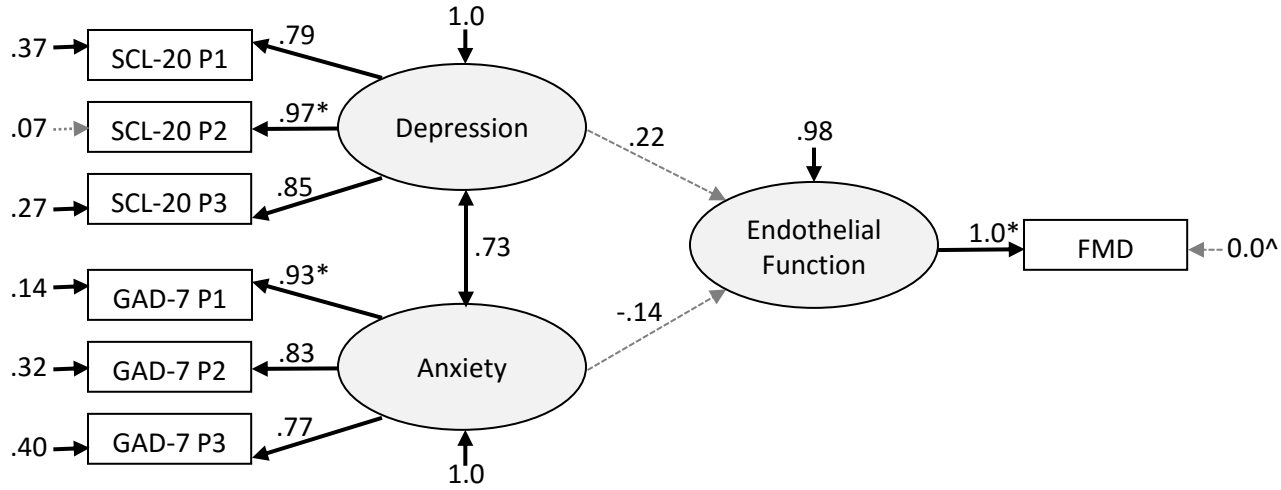 1.0
.37
SCL-20 P1
.79
.07
SCL-20 P2
.97*
Depression
.22
.98
.27
SCL-20 P3
.85
.73
Endothelial
Function
1.0*
FMD
0.0^
.14
GAD-7 P1
.93*
-.14
.32
GAD-7 P2
.83
Anxiety
.40
GAD-7 P3
.77
1.0